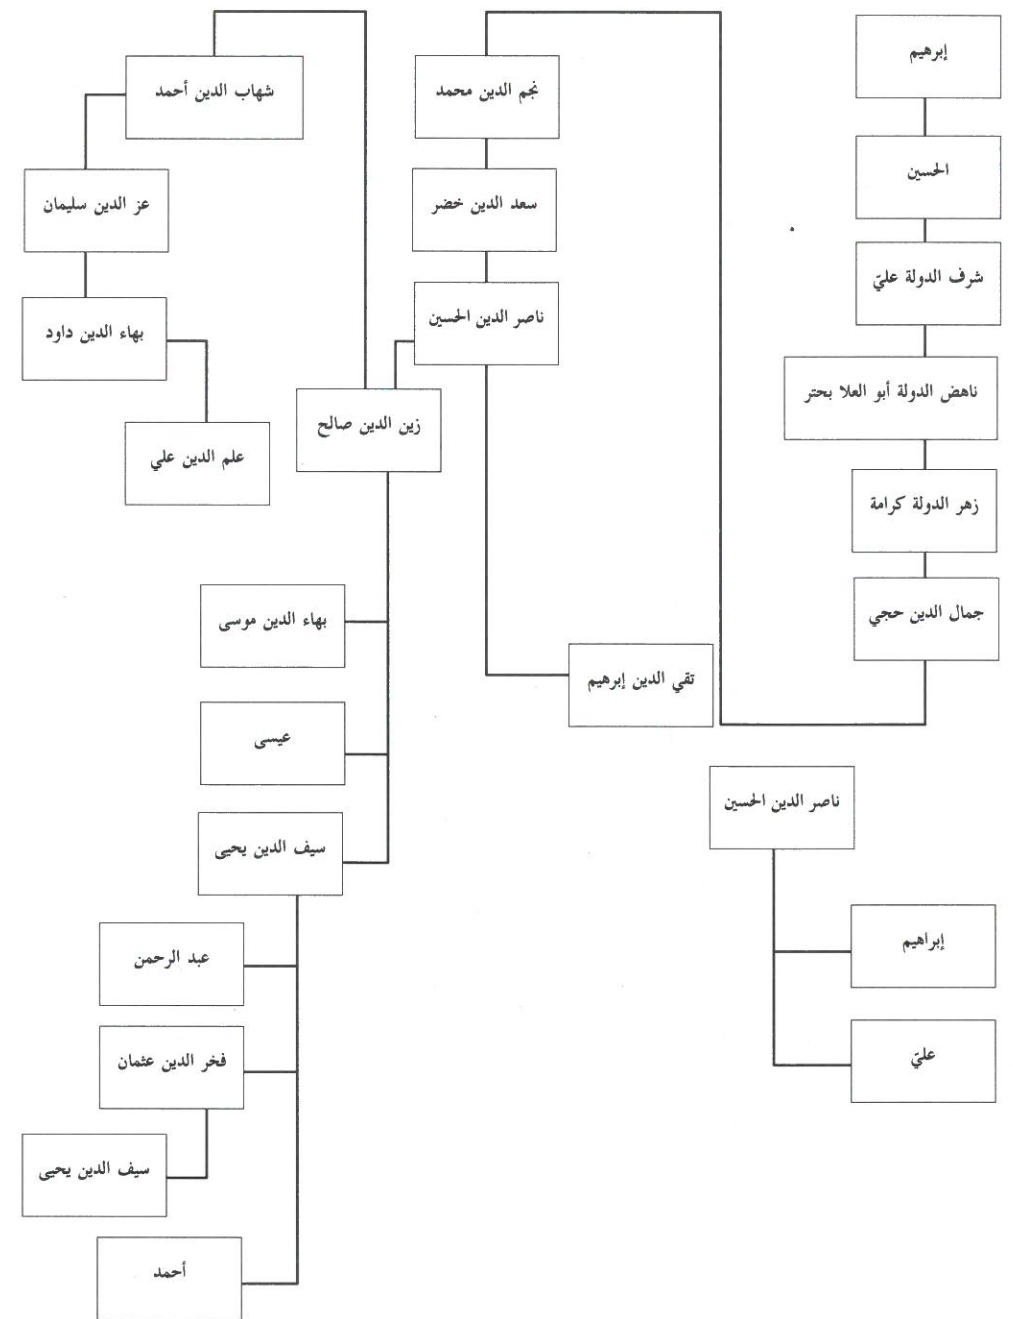 إبرهيم
الحسين
شرف الدولة عليّ
ناهض الدولة أبو العلا بحتر
زهر الدولة كرامة
جمال الدين حجي
نجم الدين محمد
سعد الدين خضر
ناصر الدين الحسين
تقي الدين إبرهيم
زين الدين صالح
شهاب الدين أحمد
عز الدين سليمان
بهاء الدين داود
علم الدين علي
بهاء الدين موسى
عيسى
سيف الدين يحيى
عبد الرحمن
فخر الدين عثمان
سيف الدين يحيى
أحمد
ناصر الدين الحسين
إبراهيم
عليّ